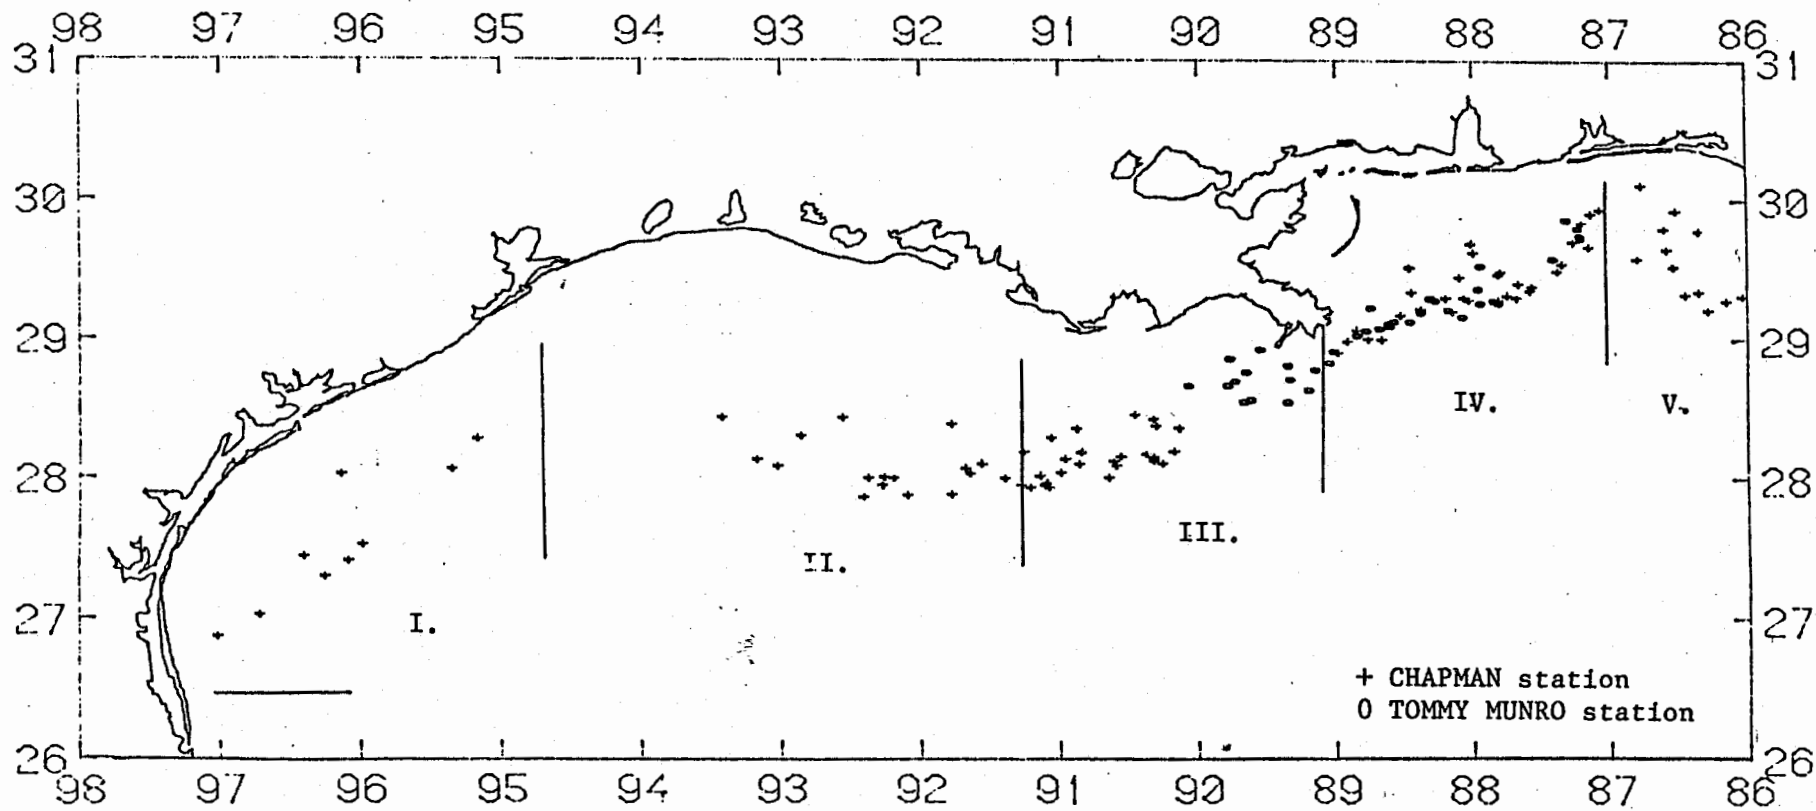 98 97 96 95 94 93 92 91 90 89 88 87 86
31 31
30 30
29 29
IV. V.
28 28
III.
II.
27 27
I.
+ CHAPMAN station
O TOMMY MUNRO station
26 26
98 97 96 95 94 93 92 91 90 89 88 87 86